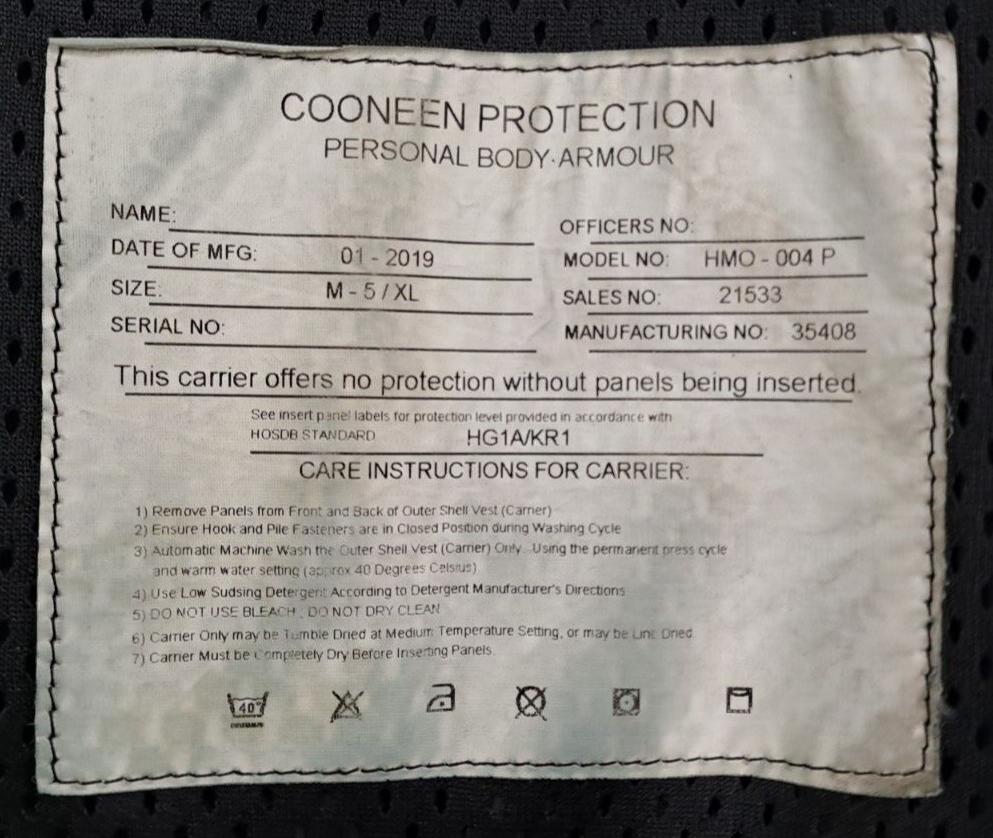 COONEEN PROTECTION
PERSONAL BODY·ARMOUR
NAME:
OFFICERS NO:
DATE OF MFG: 01 - 2019
MODEL NO: HMO - 004 P
SIZE: M - 5 / XL
SALES NO: 21533
SERIAL NO:
MANUFACTURING NO: 35408
This carrier offers no protection without panels being inserted.
See insert panel labels for protection level provided in accordance with
HOSDB STANDARD HG1A/KR1
CARE INSTRUCTIONS FOR CARRIER:
1) Remove Panels from Front and Back of Outer Shell Vest (Carrier)
2) Ensure Hook and Pile Fasteners are in Closed Position during Washing Cycle
3) Automatic Machine Wash the Outer Shell Vest (Carrier) Only. Using the permanent press cycle
and warm water setting (approx 40 Degrees Celsius)
4) Use Low Sudsing Detergent According to Detergent Manufacturer's Directions
5) DO NOT USE BLEACH ; DO NOT DRY CLEAN
6) Carrier Only may be Tumble Dried at Medium Temperature Setting, or may be Line Dried
7) Carrier Must be Completely Dry Before Inserting Panels
40°